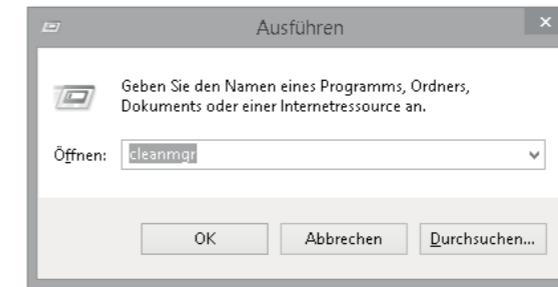 Ausführen
Geben Sie den Namen eines Programms, Ordners,
Dokuments oder einer Internetressource an.
Öffnen: cleanmgr
OK Abbrechen Durchsuchen...